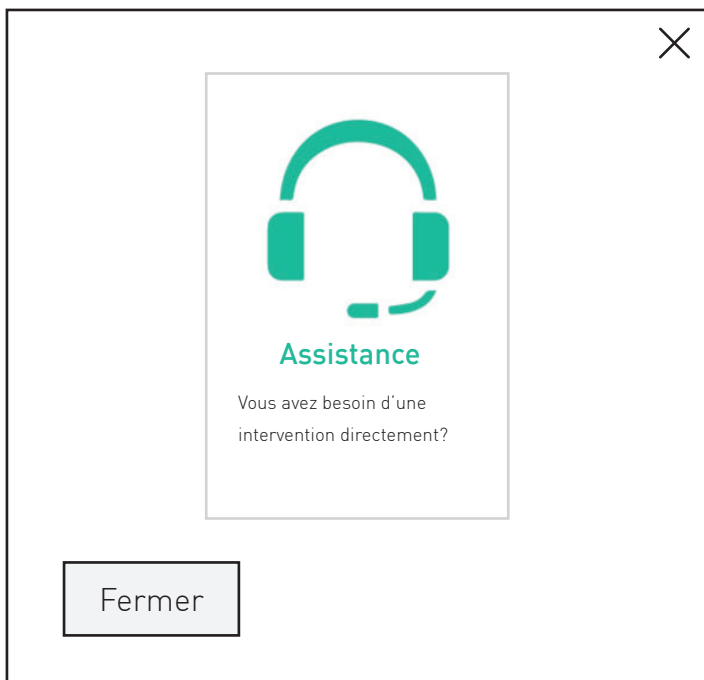 Assistance
Vous avez besoin d'une
intervention directement?
Fermer